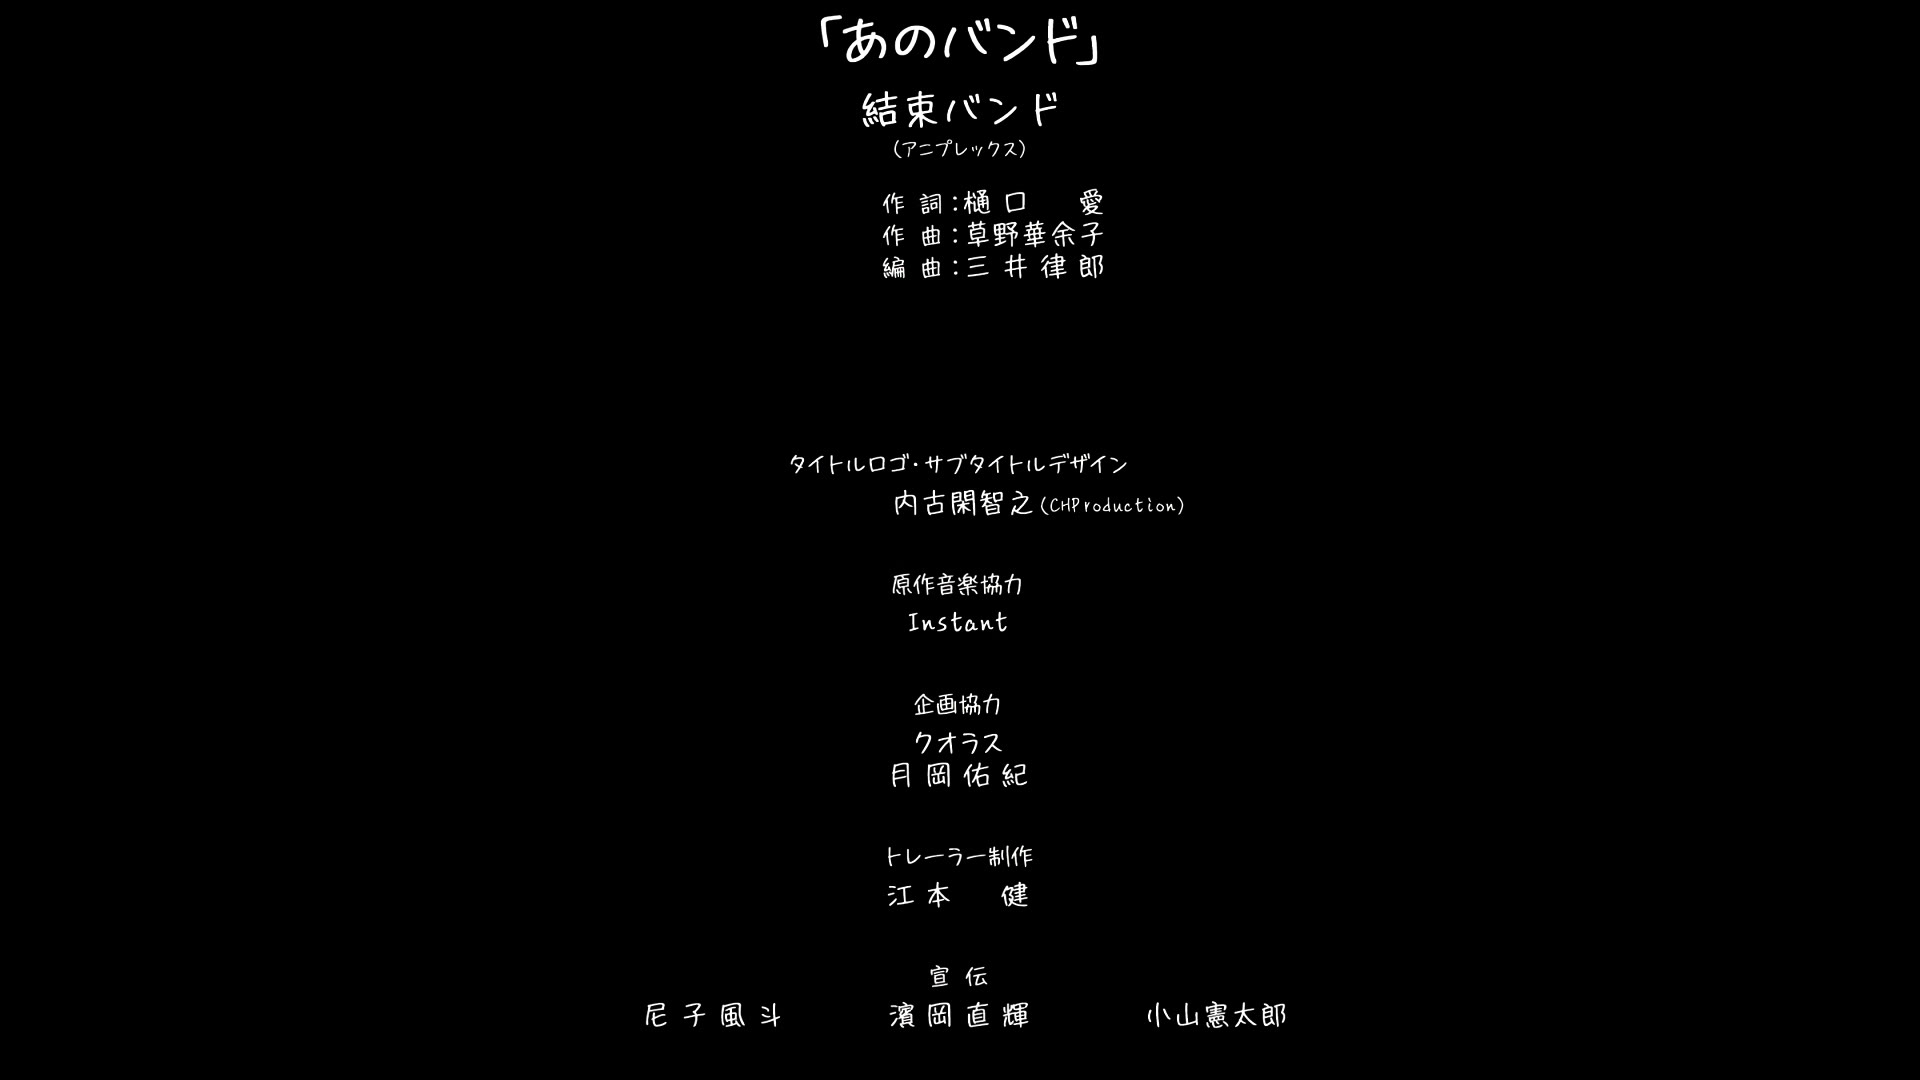 「あのバンド」
結束バンド
(アニプレックス)
作 詞:樋 口 愛
作 曲:草野華余子
編 曲:三 井 律 郎
タイトルロゴ・サブタイトルデザイン
内古閑智之(CHProduction)
原作音楽協力
Instant
企画協力
クオラス
月 岡 佑 紀
トレーラー制作
江 本 健
宣 伝
尼 子 風 斗 濱 岡 直 輝 小山憲太郎